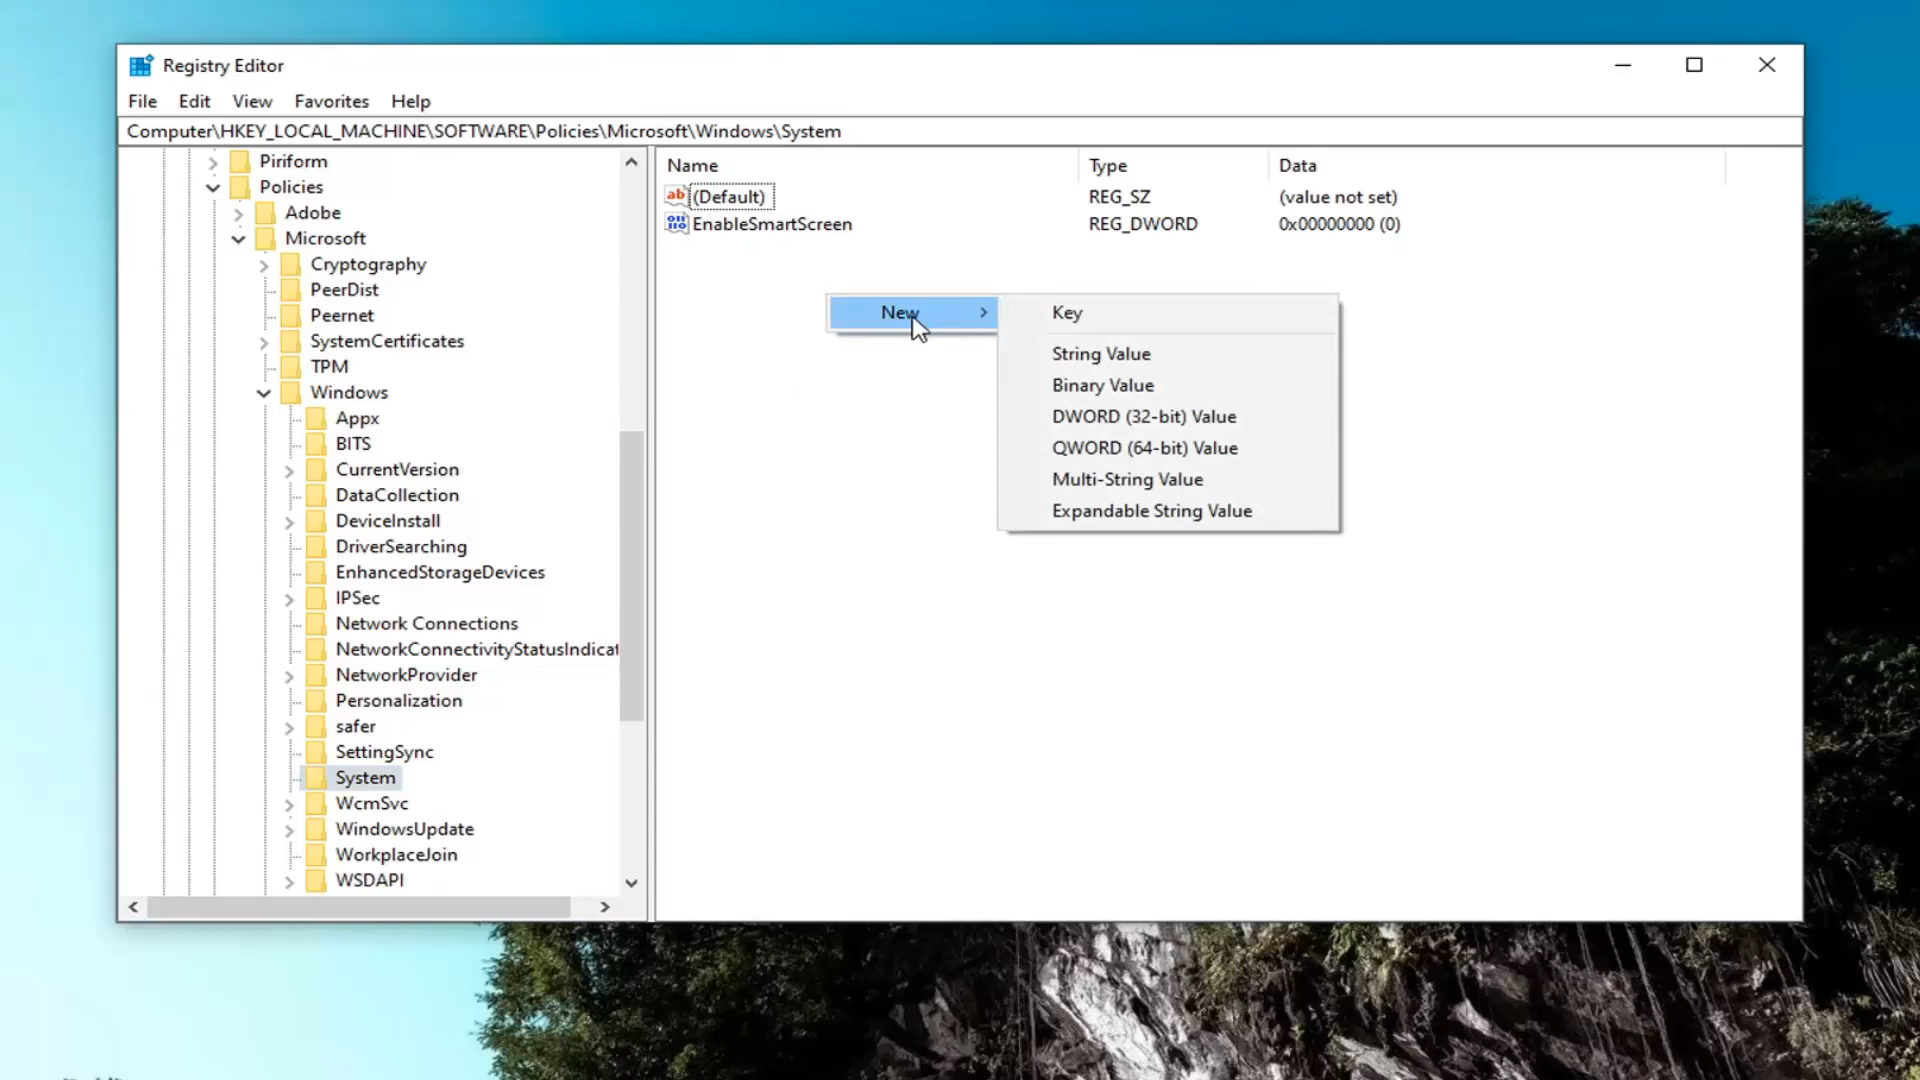 Registry Editor
File Edit View Favorites Help
Computer\HKEY_LOCAL_MACHINE\SOFTWARE\Policies\Microsoft\Windows\System
Piriform
Policies
Adobe
Microsoft
Cryptography
PeerDist
Peernet
SystemCertificates
TPM
Windows
Appx
BITS
CurrentVersion
DataCollection
DeviceInstall
DriverSearching
EnhancedStorageDevices
IPSec
Network Connections
NetworkConnectivityStatusIndicat
NetworkProvider
Personalization
safer
SettingSync
System
WcmSvc
WindowsUpdate
WorkplaceJoin
WSDAPI
Name Type Data
(Default) REG_SZ (value not set)
EnableSmartScreen REG_DWORD 0x00000000 (0)
New
Key
String Value
Binary Value
DWORD (32-bit) Value
QWORD (64-bit) Value
Multi-String Value
Expandable String Value